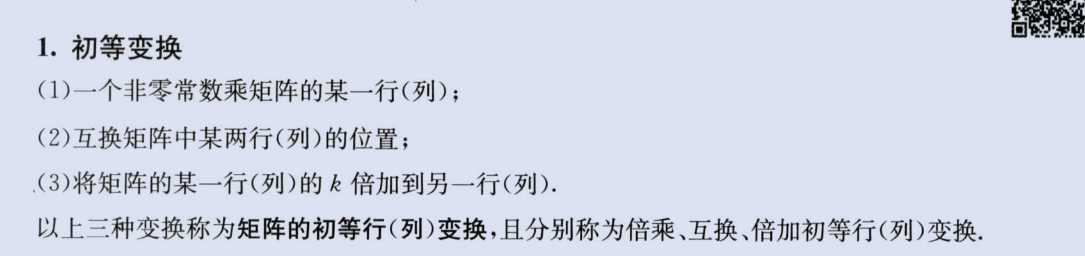 1. 初等变换
(1)一个非零常数乘矩阵的某一行(列);
(2)互换矩阵中某两行(列)的位置;
(3)将矩阵的某一行(列)的 k 倍加到另一行(列).
以上三种变换称为矩阵的初等行(列)变换,且分别称为倍乘、互换、倍加初等行(列)变换.